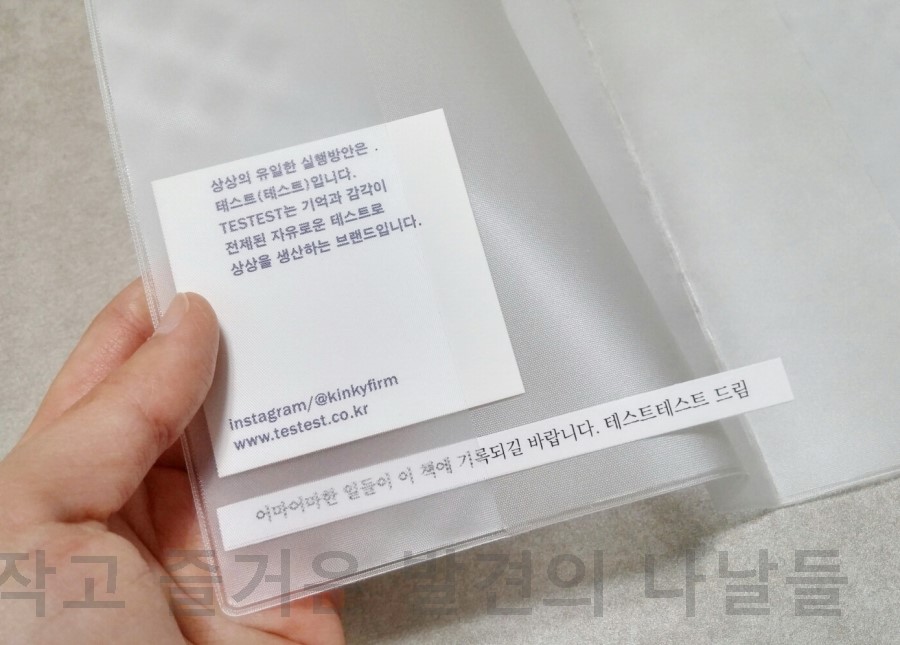 상상의 유일한 실행방안은 .
테스트(테스트)입니다.
TESTEST는 기억과 감각이
전제된 자유로운 테스트로
상상을 생산하는 브랜드입니다.
instagram/@kinkyfirm
www.testest.co.kr
어마어마한 일들이 이 책에 기록되길 바랍니다. 테스트테스트 드림
작고 즐거운 발견의 나날들